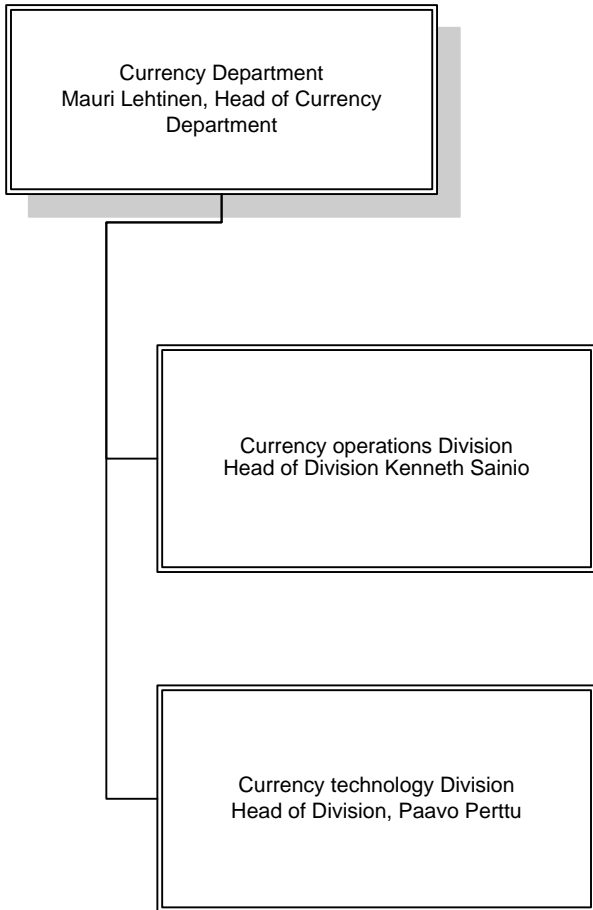 Currency Department
Mauri Lehtinen, Head of Currency
Department
Currency operations Division
Head of Division Kenneth Sainio
Currency technology Division
Head of Division, Paavo Perttu